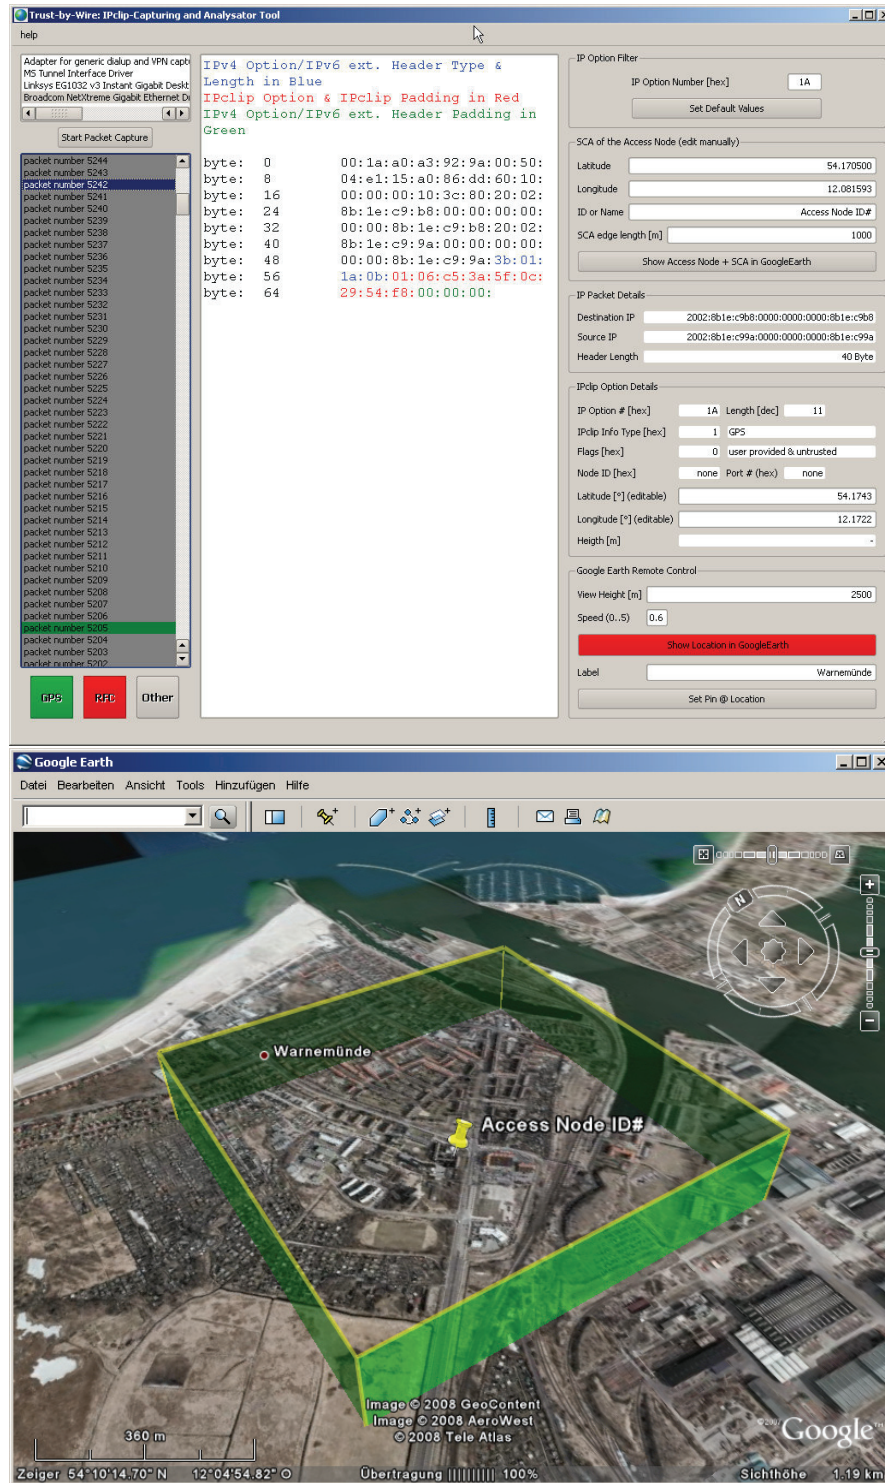 Trust-by-Wire: IPclip-Capturing and Analysator Tool
help
Adapter for generic dialup and VPN capt
MS Tunnel Interface Driver
Linksys EG1032 v3 Instant Gigabit Deskt
Broadcom NetXtreme Gigabit Ethernet Dr
Start Packet Capture
packet number 5244
packet number 5243
packet number 5242
packet number 5241
packet number 5240
packet number 5239
packet number 5238
packet number 5237
packet number 5236
packet number 5235
packet number 5234
packet number 5233
packet number 5232
packet number 5231
packet number 5230
packet number 5229
packet number 5228
packet number 5227
packet number 5226
packet number 5225
packet number 5224
packet number 5223
packet number 5222
packet number 5221
packet number 5220
packet number 5219
packet number 5218
packet number 5217
packet number 5216
packet number 5215
packet number 5214
packet number 5213
packet number 5212
packet number 5211
packet number 5210
packet number 5209
packet number 5208
packet number 5207
packet number 5206
packet number 5205
packet number 5204
packet number 5203
packet number 5202
GPS RFC Other
IPv4 Option/IPv6 ext. Header Type &
Length in Blue
IPclip Option & IPclip Padding in Red
IPv4 Option/IPv6 ext. Header Padding in
Green
byte: 0 00:1a:a0:a3:92:9a:00:50:
byte: 8 04:e1:15:a0:86:dd:60:10:
byte: 16 00:00:00:10:3c:80:20:02:
byte: 24 8b:1e:c9:b8:00:00:00:00:
byte: 32 00:00:8b:1e:c9:b8:20:02:
byte: 40 8b:1e:c9:9a:00:00:00:00:
byte: 48 00:00:8b:1e:c9:9a:3b:01:
byte: 56 1a:0b:01:06:c5:3a:5f:0c:
byte: 64 29:54:f8:00:00:00:
IP Option Filter
IP Option Number [hex] 1A
Set Default Values
SCA of the Access Node (edit manually)
Latitude 54.170500
Longitude 12.081593
ID or Name Access Node ID#
SCA edge length [m] 1000
Show Access Node + SCA in GoogleEarth
IP Packet Details
Destination IP 2002:8b1e:c9b8:0000:0000:0000:8b1e:c9b8
Source IP 2002:8b1e:c99a:0000:0000:0000:8b1e:c99a
Header Length 40 Byte
IPclip Option Details
IP Option # [hex] 1A Length [dec] 11
IPclip Info Type [hex] 1 GPS
Flags [hex] 0 user provided & untrusted
Node ID [hex] none Port # (hex) none
Latitude [°] (editable) 54.1743
Longitude [°] (editable) 12.1722
Heigth [m] -
Google Earth Remote Control
View Height [m] 2500
Speed (0..5) 0.6
Show Location in GoogleEarth
Label Warnemünde
Set Pin @ Location
Google Earth
Datei Bearbeiten Ansicht Tools Hinzufügen Hilfe
N
Warnemünde
Access Node ID#
Image © 2008 GeoContent
Image © 2008 AeroWest
© 2008 Tele Atlas
360 m
©2007 Google™
Zeiger 54°10'14.70" N 12°04'54.82" O Übertragung |||||||||| 100% Sichthöhe 1.19 km